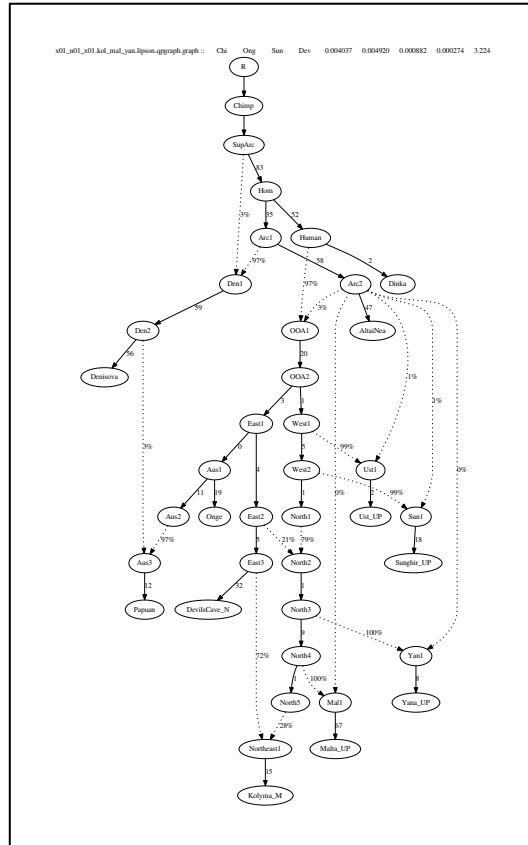 x01_n01_x01.kol_mal_yan.lipson.qpgraph.graph :: Chi Ong Sun Dev 0.004037 0.004920 0.000882 0.000274 3.224
R
Chimp
SupArc
83
Hom
35 52
3% Arc1 Human
97% 58 2
Den1 Arc2 Dinka
39 97% 3% 47
Den2 OOA1 AltaiNea
56 20
Denisova OOA2
3 1 1% 1%
East1 West1
0 4 5 99%
3% Aus1 West2 Ust1 0%
11 19 1 99% 2
Aus2 Onge East2 North1 Ust_UP Sun1
97% 5 21% 79% 0% 18
Aus3 East3 North2 Sunghir_UP
12 32 1
Papuan DevilsCave_N North3
9 100%
72% North4 Yan1
1 100% 8
North5 Mal1 Yana_UP
28% 67
Northeast1 Malta_UP
15
Kolyma_M